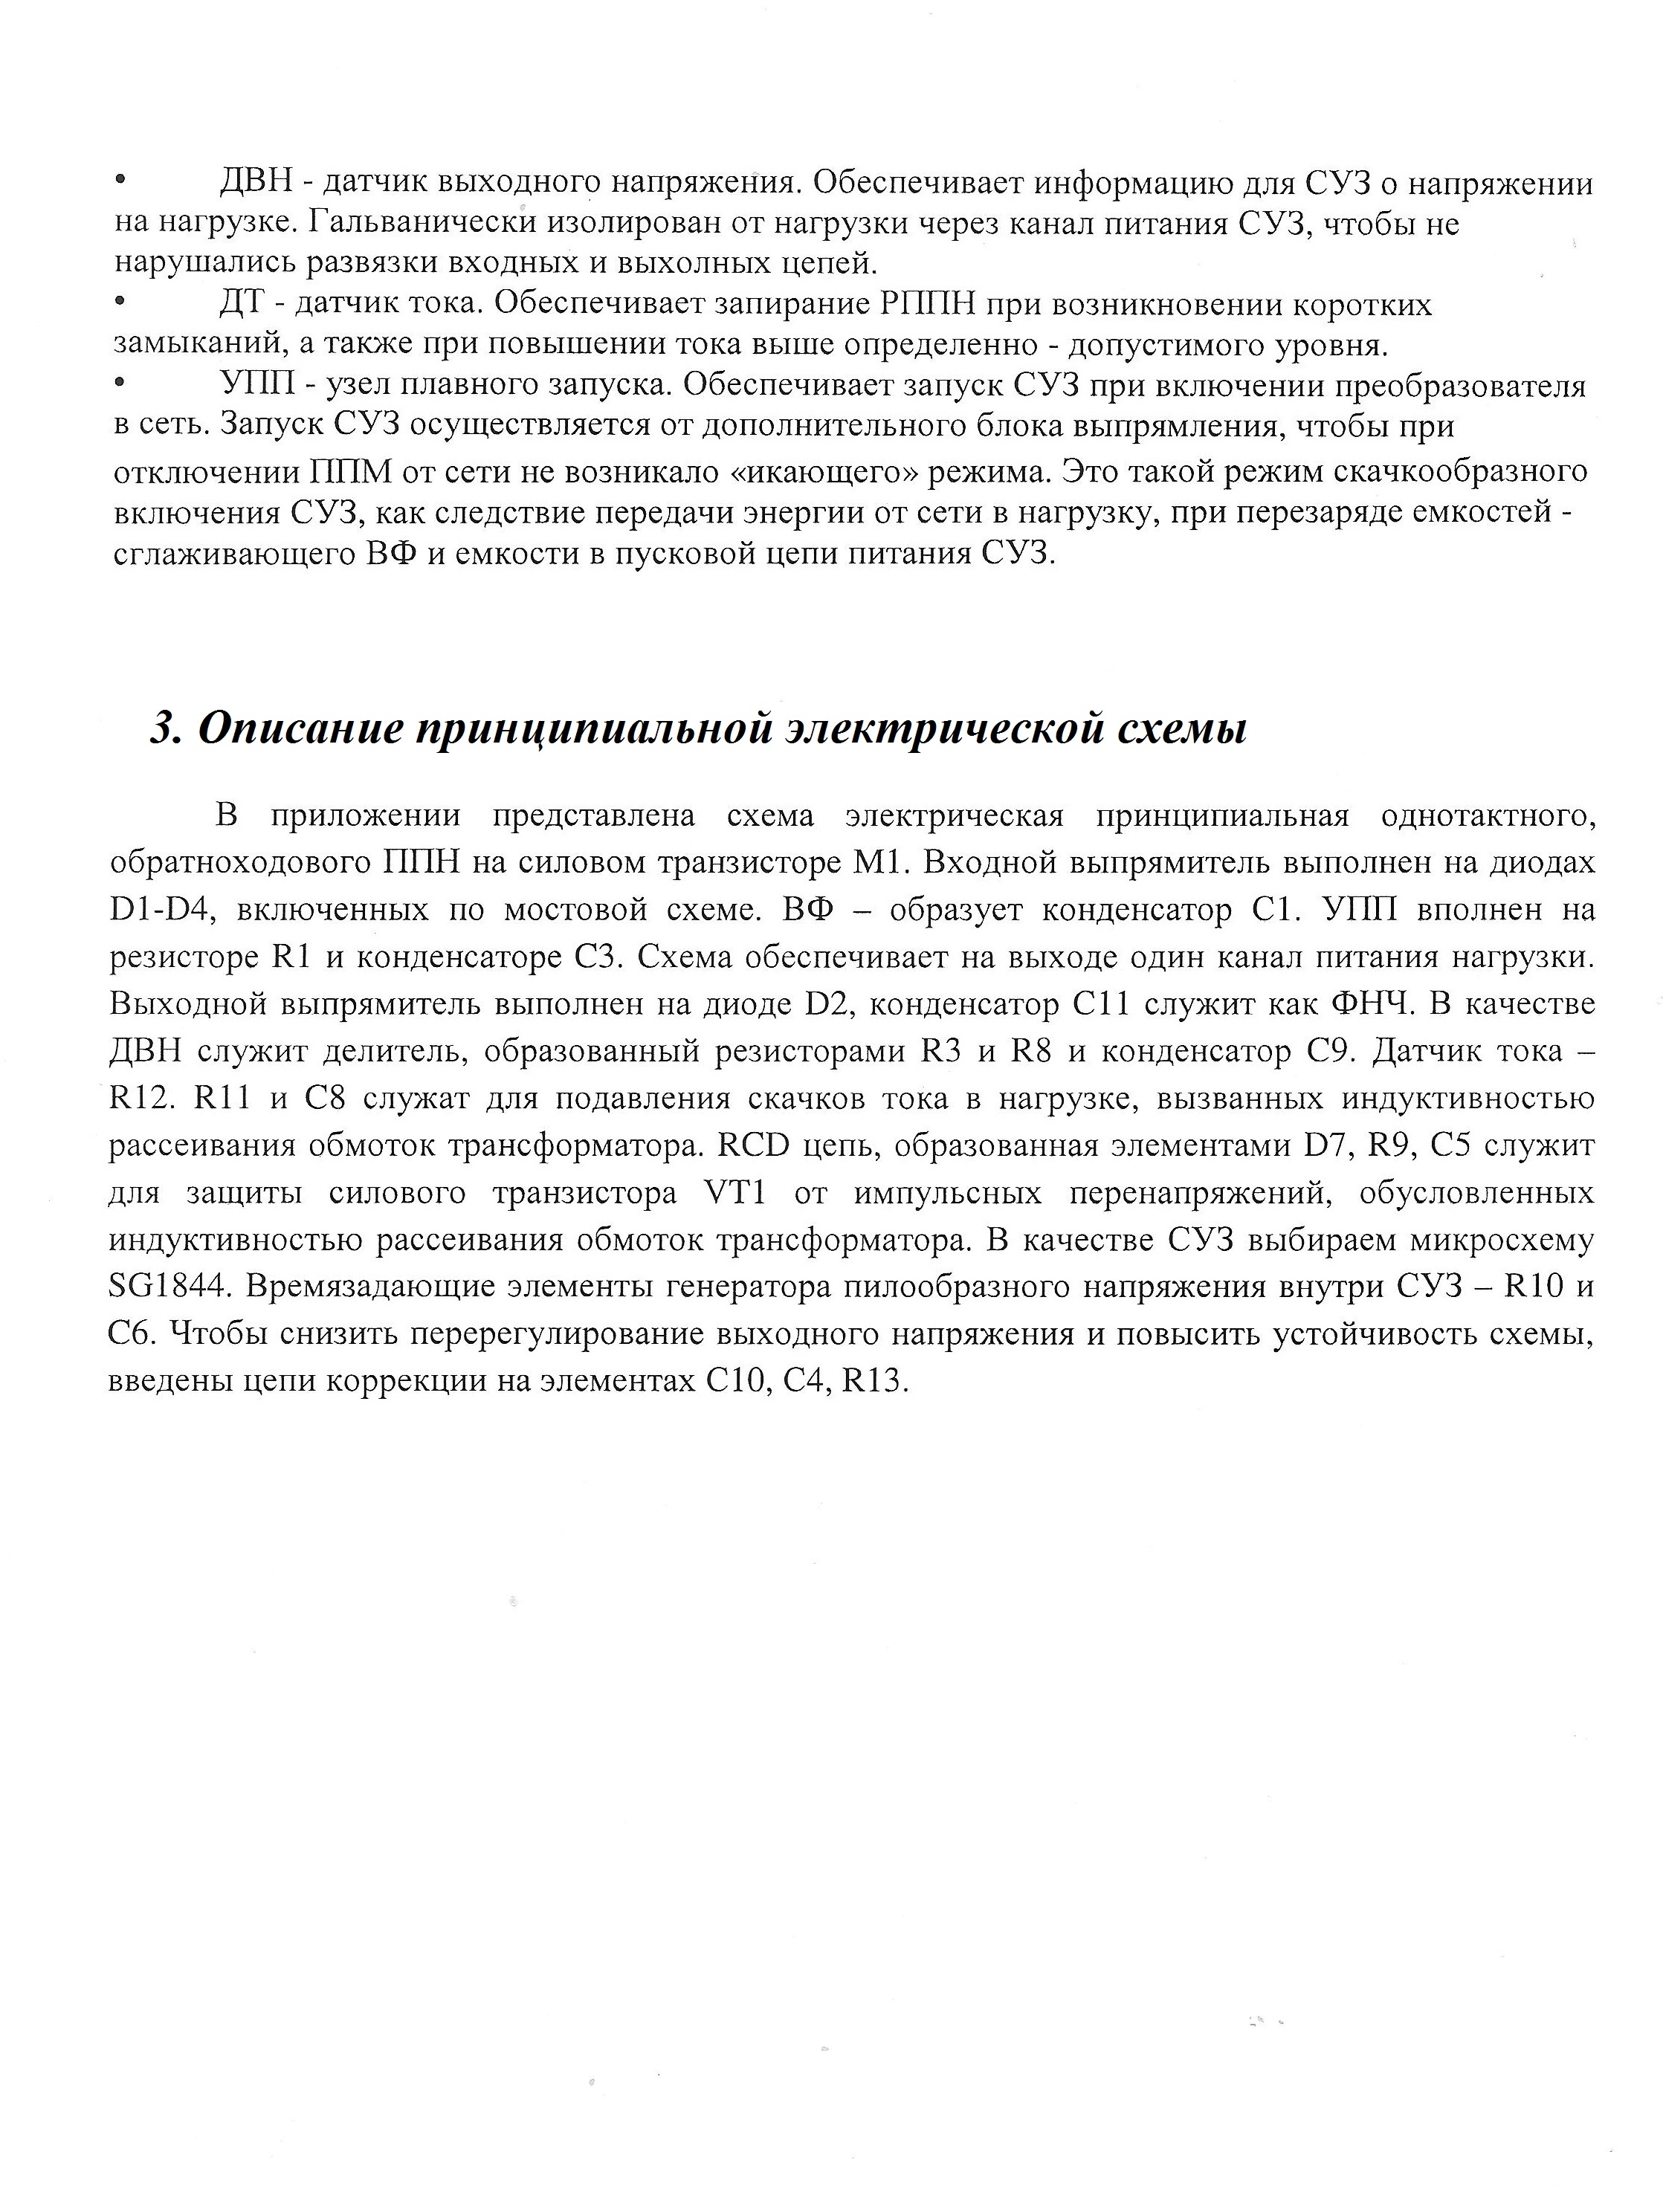 • ДВН - датчик выходного напряжения. Обеспечивает информацию для СУЗ о напряжении
на нагрузке. Гальванически изолирован от нагрузки через канал питания СУЗ, чтобы не
нарушались развязки входных и выхолных цепей.
• ДТ - датчик тока. Обеспечивает запирание РППН при возникновении коротких
замыканий, а также при повышении тока выше определенно - допустимого уровня.
• УПП - узел плавного запуска. Обеспечивает запуск СУЗ при включении преобразователя
в сеть. Запуск СУЗ осуществляется от дополнительного блока выпрямления, чтобы при
отключении ППМ от сети не возникало «икающего» режима. Это такой режим скачкообразного
включения СУЗ, как следствие передачи энергии от сети в нагрузку, при перезаряде емкостей -
сглаживающего ВФ и емкости в пусковой цепи питания СУЗ.
3. Описание принципиальной электрической схемы
В приложении представлена схема электрическая принципиальная однотактного,
обратноходового ППН на силовом транзисторе М1. Входной выпрямитель выполнен на диодах
D1-D4, включенных по мостовой схеме. ВФ – образует конденсатор С1. УПП вполнен на
резисторе R1 и конденсаторе С3. Схема обеспечивает на выходе один канал питания нагрузки.
Выходной выпрямитель выполнен на диоде D2, конденсатор С11 служит как ФНЧ. В качестве
ДВН служит делитель, образованный резисторами R3 и R8 и конденсатор С9. Датчик тока –
R12. R11 и С8 служат для подавления скачков тока в нагрузке, вызванных индуктивностью
рассеивания обмоток трансформатора. RCD цепь, образованная элементами D7, R9, С5 служит
для защиты силового транзистора VT1 от импульсных перенапряжений, обусловленных
индуктивностью рассеивания обмоток трансформатора. В качестве СУЗ выбираем микросхему
SG1844. Времязадающие элементы генератора пилообразного напряжения внутри СУЗ – R10 и
С6. Чтобы снизить перерегулирование выходного напряжения и повысить устойчивость схемы,
введены цепи коррекции на элементах С10, С4, R13.